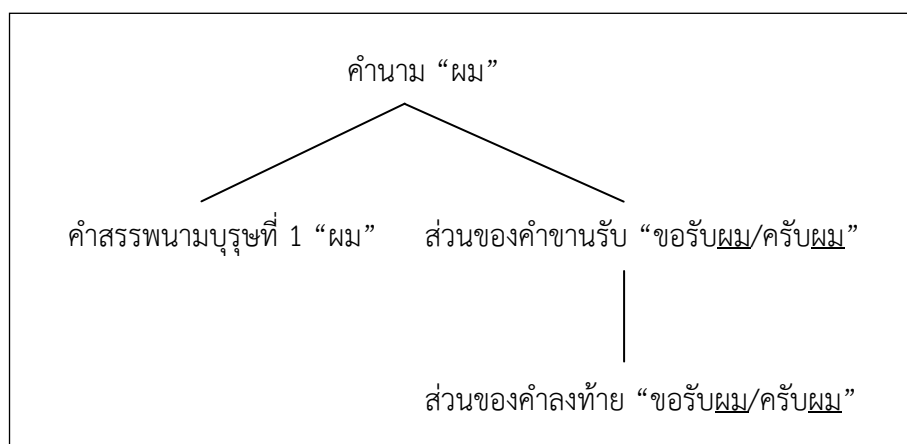 คำนาม “ผม”
คำสรรพนามบุรุษที่ 1 “ผม” ส่วนของคำขานรับ “ขอรับผม/ครับผม”
ส่วนของคำลงท้าย “ขอรับผม/ครับผม”